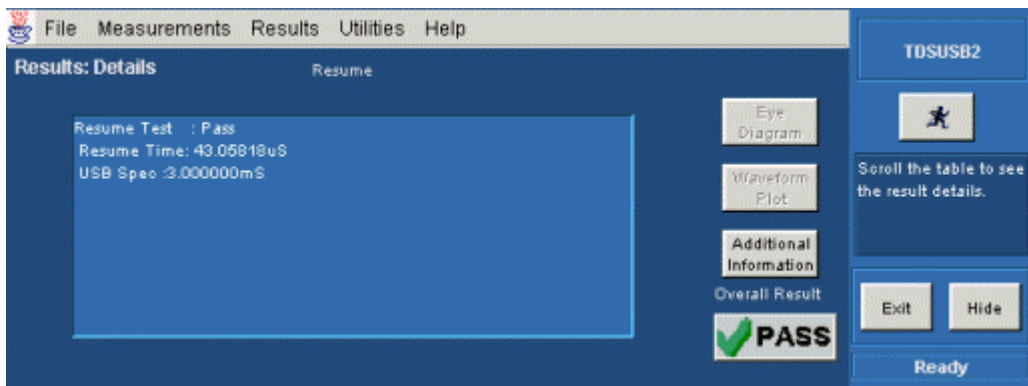 File Measurements Results Utilities Help
TDSUSB2
Results: Details Resume
Resume Test : Pass
Resume Time: 43.05818uS
USB Spec :3.000000mS
Eye
Diagram
Waveform
Plot
Additional
Information
Overall Result
PASS
Scroll the table to see
the result details.
Exit Hide
Ready